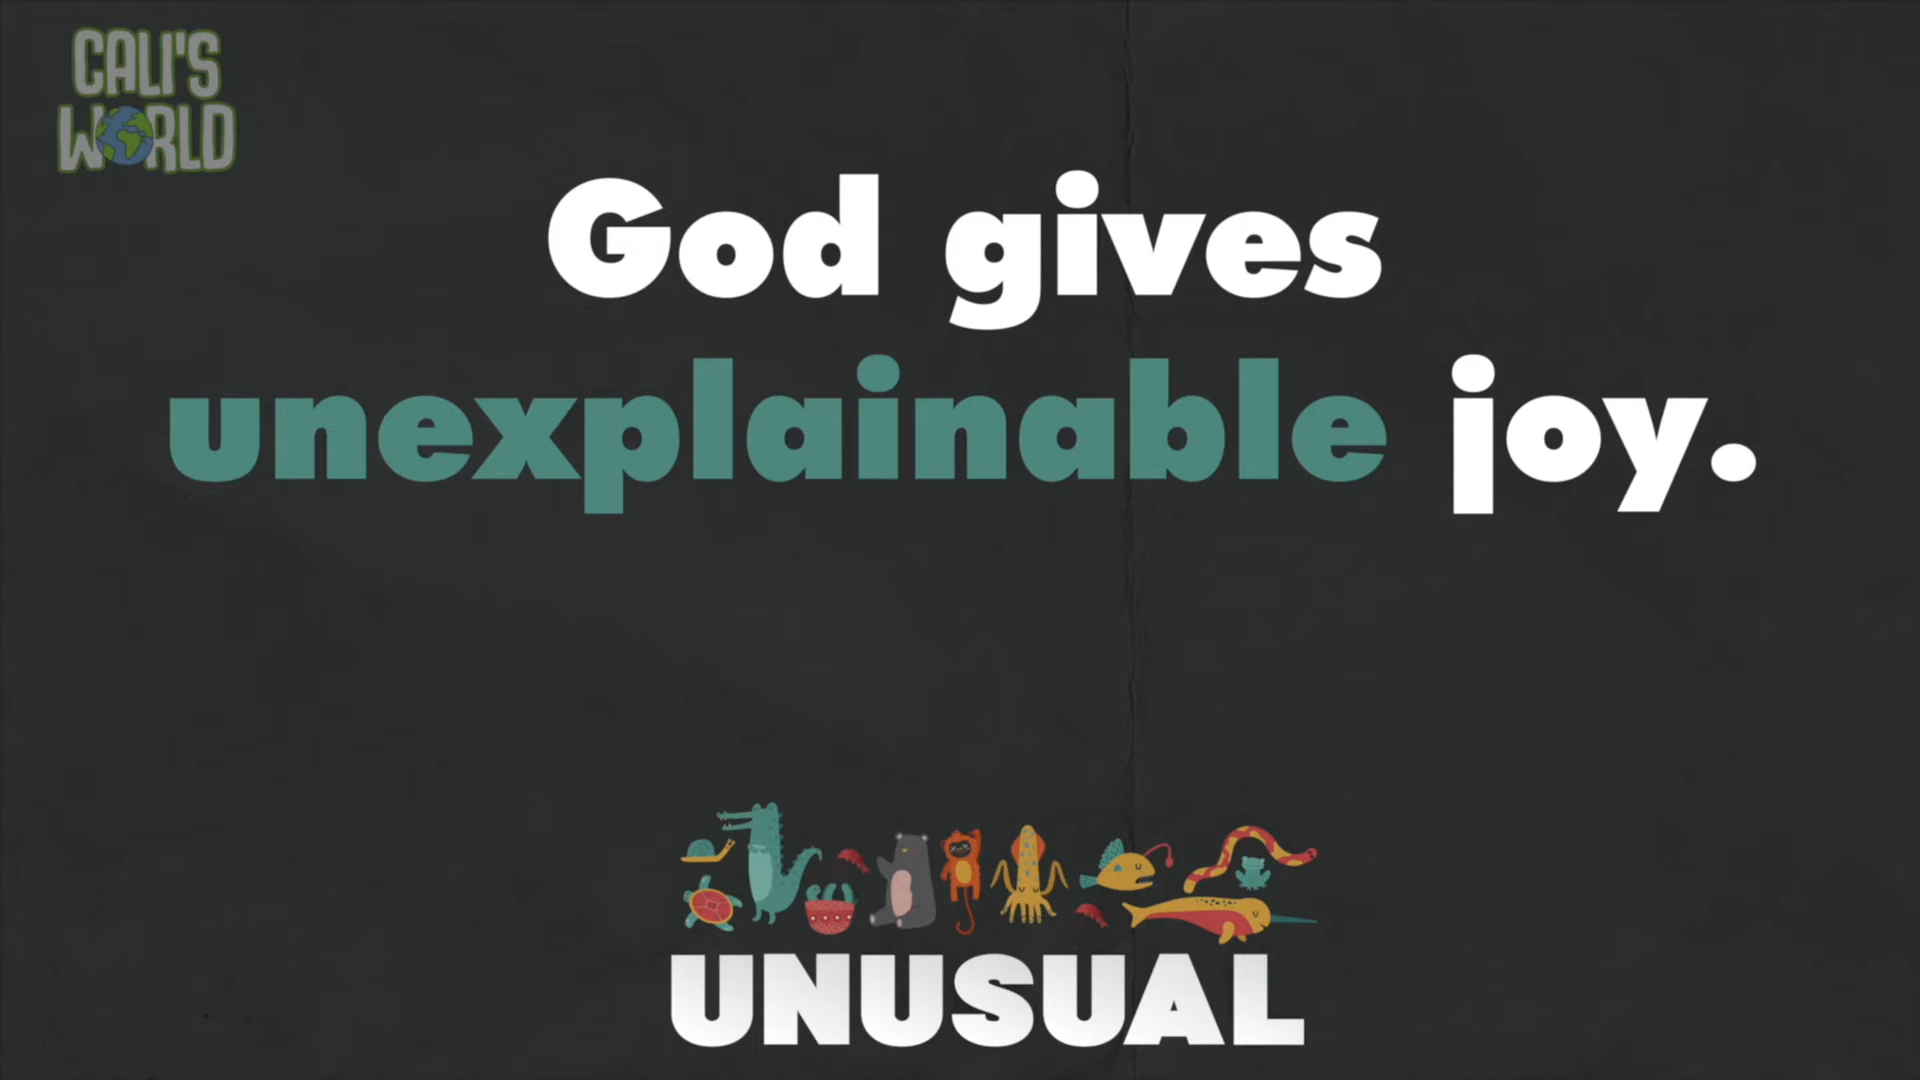 CALI'S
WORLD
God gives
unexplainable joy.
UNUSUAL